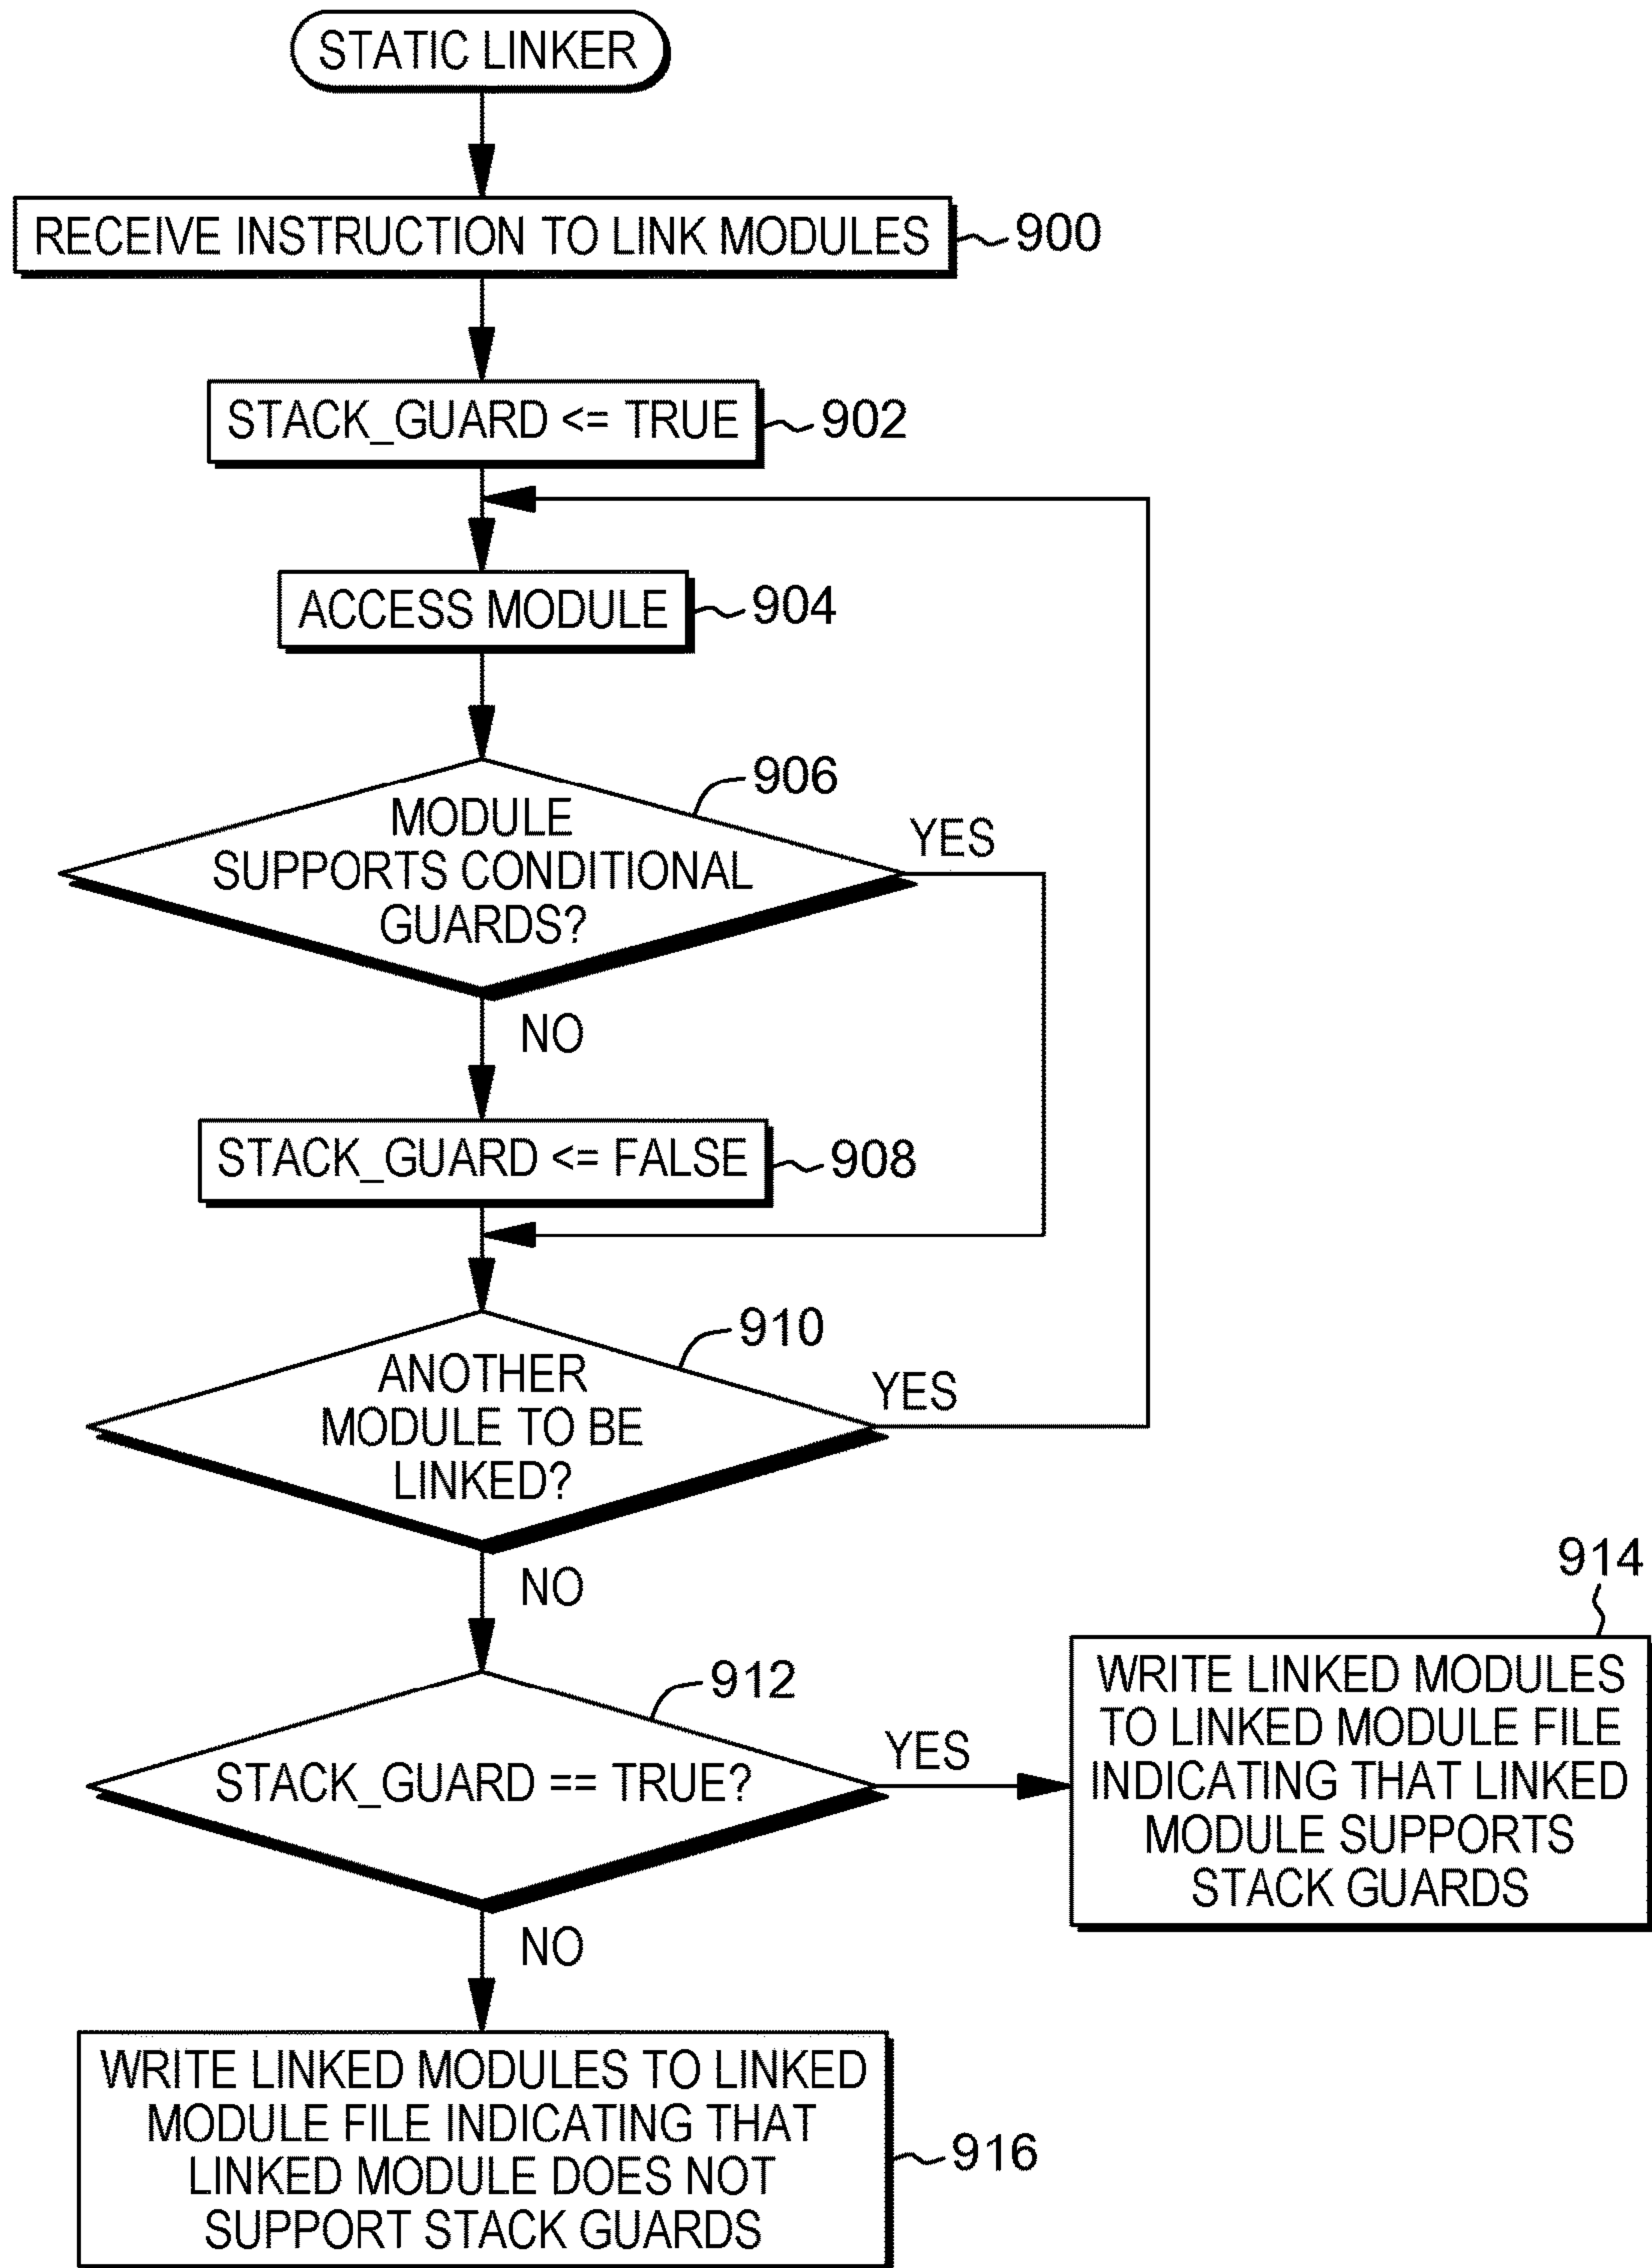 STATIC LINKER
RECEIVE INSTRUCTION TO LINK MODULES
900
STACK_GUARD <= TRUE
902
ACCESS MODULE
904
906
MODULE
SUPPORTS CONDITIONAL
GUARDS?
YES
NO
STACK_GUARD <= FALSE
908
910
ANOTHER
MODULE TO BE
LINKED?
YES
NO
912
STACK_GUARD == TRUE?
YES
914
WRITE LINKED MODULES
TO LINKED MODULE FILE
INDICATING THAT LINKED
MODULE SUPPORTS
STACK GUARDS
NO
WRITE LINKED MODULES TO LINKED
MODULE FILE INDICATING THAT
LINKED MODULE DOES NOT
SUPPORT STACK GUARDS
916